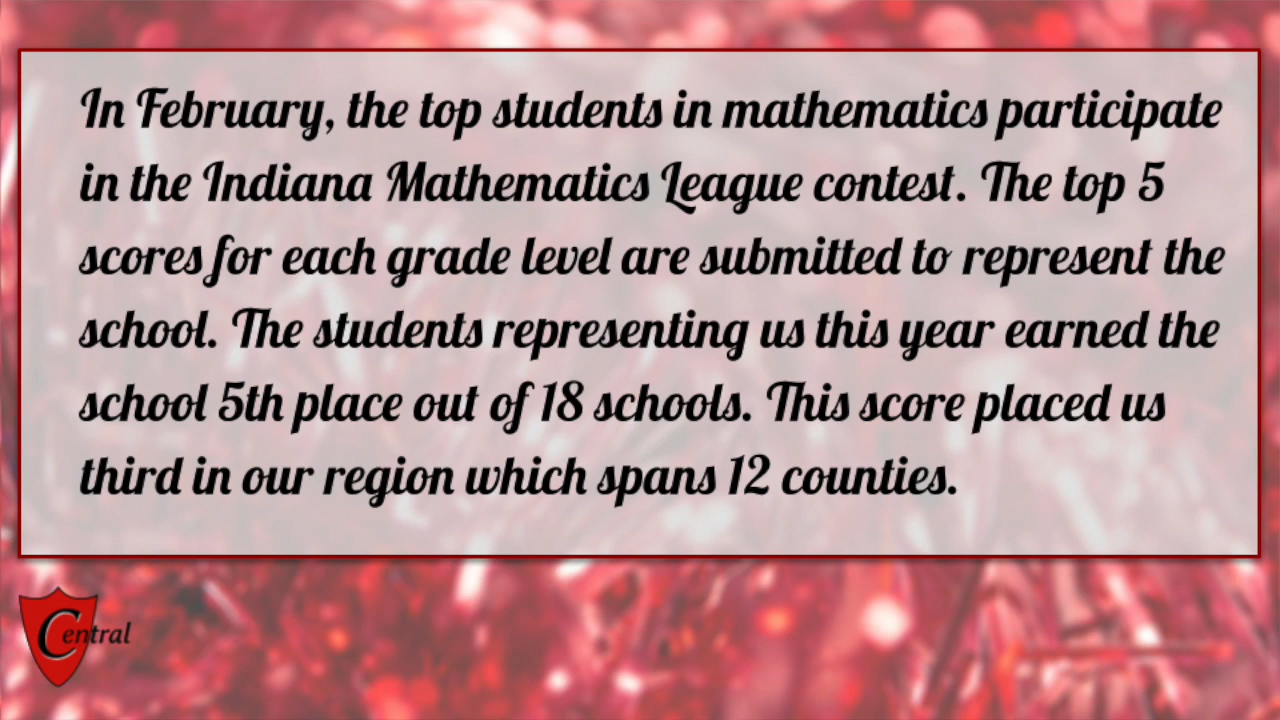 In February, the top students in mathematics participate
in the Indiana Mathematics League contest. The top 5
scores for each grade level are submitted to represent the
school. The students representing us this year earned the
school 5th place out of 18 schools. This score placed us
third in our region which spans 12 counties.
Central